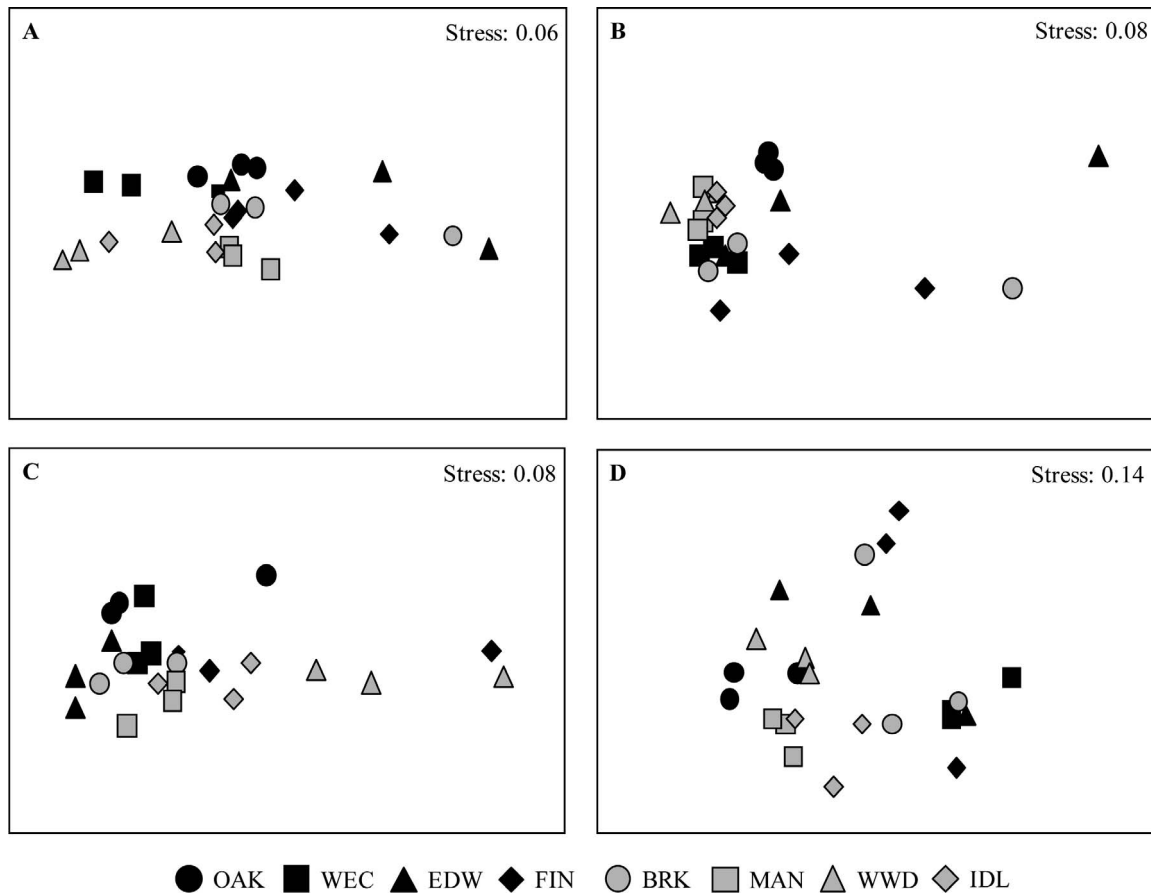 A
Stress: 0.06
B
Stress: 0.08
C
Stress: 0.08
D
Stress: 0.14
OAK WEC EDW FIN BRK MAN WWD IDL